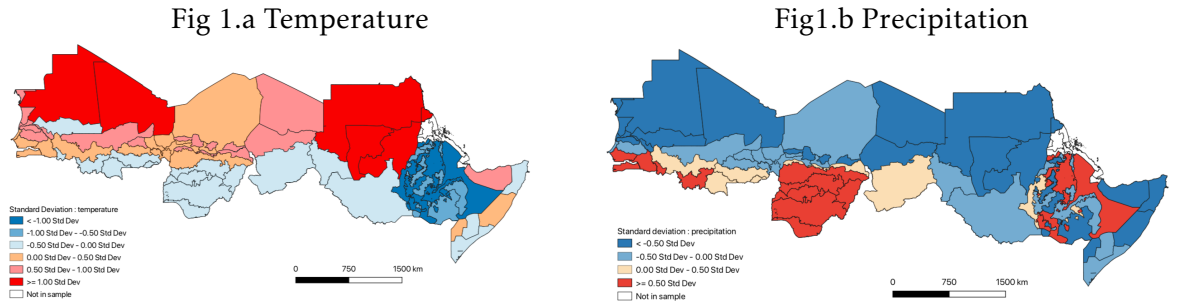 Fig 1.a Temperature
Standard Deviation : temperature
< -1.00 Std Dev
-1.00 Std Dev - -0.50 Std Dev
-0.50 Std Dev - 0.00 Std Dev
0.00 Std Dev - 0.50 Std Dev
0.50 Std Dev - 1.00 Std Dev
>= 1.00 Std Dev
Not in sample
0 750 1500 km
Fig1.b Precipitation
Standard deviation : precipitation
< -0.50 Std Dev
-0.50 Std Dev - 0.00 Std Dev
0.00 Std Dev - 0.50 Std Dev
>= 0.50 Std Dev
Not in sample
0 750 1500 km